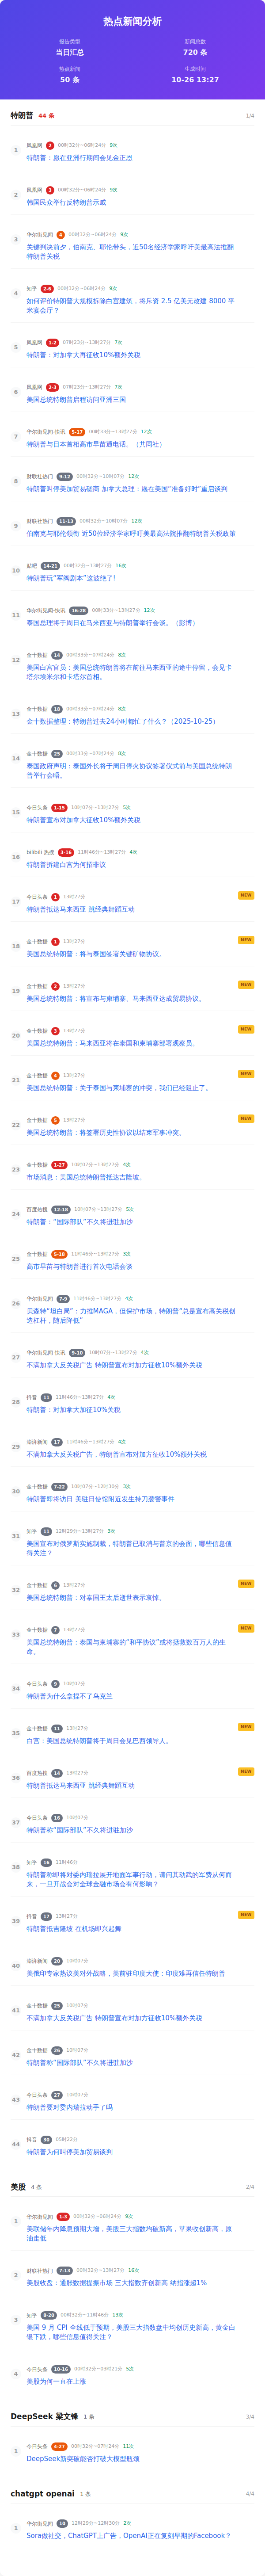 热点新闻分析
报告类型
新闻总数
当日汇总
720 条
热点新闻
生成时间
50 条
10-26 13:27
特朗普 44 条 1/4
1 凤凰网 2 00时32分~06时24分 9次
特朗普：愿在亚洲行期间会见金正恩
2 凤凰网 3 00时32分~06时24分 9次
韩国民众举行反特朗普示威
3 华尔街见闻 4 00时32分~06时24分 9次
关键判决前夕，伯南克、耶伦带头，近50名经济学家呼吁美最高法推翻
特朗普关税
4 知乎 2-6 00时32分~06时24分 9次
如何评价特朗普大规模拆除白宫建筑，将斥资 2.5 亿美元改建 8000 平
米宴会厅？
5 凤凰网 1-2 07时23分~13时27分 7次
特朗普：对加拿大再征收10%额外关税
6 凤凰网 2-3 07时23分~13时27分 7次
美国总统特朗普启程访问亚洲三国
7 华尔街见闻-快讯 5-17 00时33分~13时27分 12次
特朗普与日本首相高市早苗通电话。（共同社）
8 财联社热门 9-12 00时32分~10时07分 12次
特朗普叫停美加贸易磋商 加拿大总理：愿在美国“准备好时”重启谈判
9 财联社热门 11-13 00时32分~10时07分 12次
伯南克与耶伦领衔 近50位经济学家呼吁美国最高法院推翻特朗普关税政策
10 贴吧 14-21 00时32分~13时27分 16次
特朗普玩“军阀剧本”这波绝了!
11 华尔街见闻-快讯 16-28 00时33分~13时27分 12次
泰国总理将于周日在马来西亚与特朗普举行会谈。（彭博）
12 金十数据 14 00时33分~07时24分 8次
美国白宫官员：美国总统特朗普将在前往马来西亚的途中停留，会见卡
塔尔埃米尔和卡塔尔首相。
13 金十数据 18 00时33分~07时24分 8次
金十数据整理：特朗普过去24小时都忙了什么？（2025-10-25）
14 金十数据 25 00时33分~07时24分 8次
泰国政府声明：泰国外长将于周日停火协议签署仪式前与美国总统特朗
普举行会晤。
15 今日头条 1-15 10时07分~13时27分 5次
特朗普宣布对加拿大征收10%额外关税
16 bilibili 热搜 3-16 11时46分~13时27分 4次
特朗普拆建白宫为何招非议
17 今日头条 1 13时27分 NEW
特朗普抵达马来西亚 跳经典舞蹈互动
18 金十数据 1 13时27分 NEW
美国总统特朗普：将与泰国签署关键矿物协议。
19 金十数据 2 13时27分 NEW
美国总统特朗普：将宣布与柬埔寨、马来西亚达成贸易协议。
20 金十数据 3 13时27分 NEW
美国总统特朗普：马来西亚将在泰国和柬埔寨部署观察员。
21 金十数据 4 13时27分 NEW
美国总统特朗普：关于泰国与柬埔寨的冲突，我们已经阻止了。
22 金十数据 5 13时27分 NEW
美国总统特朗普：将签署历史性协议以结束军事冲突。
23 金十数据 1-27 10时07分~13时27分 4次
市场消息：美国总统特朗普抵达吉隆坡。
24 百度热搜 12-18 10时07分~13时27分 5次
特朗普：“国际部队”不久将进驻加沙
25 金十数据 5-18 11时46分~13时27分 3次
高市早苗与特朗普进行首次电话会谈
26 华尔街见闻 7-9 11时46分~13时27分 4次
贝森特“坦白局”：力推MAGA，但保护市场，特朗普“总是宣布高关税创
造杠杆，随后降低”
27 华尔街见闻-快讯 9-10 10时07分~13时27分 4次
不满加拿大反关税广告 特朗普宣布对加方征收10%额外关税
28 抖音 11 11时46分~13时27分 4次
特朗普：对加拿大加征10%关税
29 澎湃新闻 17 11时46分~13时27分 4次
不满加拿大反关税广告，特朗普宣布对加方征收10%额外关税
30 金十数据 7-22 10时07分~12时30分 3次
特朗普即将访日 美驻日使馆附近发生持刀袭警事件
31 知乎 11 12时29分~13时27分 3次
美国宣布对俄罗斯实施制裁，特朗普已取消与普京的会面，哪些信息值
得关注？
32 金十数据 6 13时27分 NEW
美国总统特朗普：对泰国王太后逝世表示哀悼。
33 金十数据 7 13时27分 NEW
美国总统特朗普：泰国与柬埔寨的“和平协议”或将拯救数百万人的生
命。
34 今日头条 9 10时07分
特朗普为什么拿捏不了乌克兰
35 金十数据 11 13时27分 NEW
白宫：美国总统特朗普将于周日会见巴西领导人。
36 百度热搜 14 13时27分 NEW
特朗普抵达马来西亚 跳经典舞蹈互动
37 今日头条 16 10时07分
特朗普称“国际部队”不久将进驻加沙
38 知乎 16 11时46分
特朗普称即将对委内瑞拉展开地面军事行动，请问其动武的军费从何而
来，一旦开战会对全球金融市场会有何影响？
39 抖音 17 13时27分 NEW
特朗普抵吉隆坡 在机场即兴起舞
40 澎湃新闻 20 10时07分
美俄印专家热议美对外战略，美前驻印度大使：印度难再信任特朗普
41 金十数据 25 10时07分
不满加拿大反关税广告 特朗普宣布对加方征收10%额外关税
42 金十数据 26 10时07分
特朗普称“国际部队”不久将进驻加沙
43 今日头条 27 10时07分
特朗普要对委内瑞拉动手了吗
44 抖音 30 05时22分
特朗普为何叫停美加贸易谈判
美股 4 条 2/4
1 华尔街见闻 1-3 00时32分~06时24分 9次
美联储年内降息预期大增，美股三大指数均破新高，苹果收创新高，原
油走低
2 财联社热门 7-13 00时32分~13时27分 16次
美股收盘：通胀数据提振市场 三大指数齐创新高 纳指涨超1%
3 知乎 8-20 00时32分~11时46分 13次
美国 9 月 CPI 全线低于预期，美股三大指数盘中均创历史新高，黄金白
银下跌，哪些信息值得关注？
4 今日头条 10-16 00时32分~03时21分 5次
美股为何一直在上涨
DeepSeek 梁文锋 1 条 3/4
1 今日头条 4-27 00时32分~07时24分 11次
DeepSeek新突破能否打破大模型瓶颈
chatgpt openai 1 条 4/4
1 华尔街见闻 10 12时29分~12时30分 2次
Sora做社交，ChatGPT上广告，OpenAI正在复刻早期的Facebook？